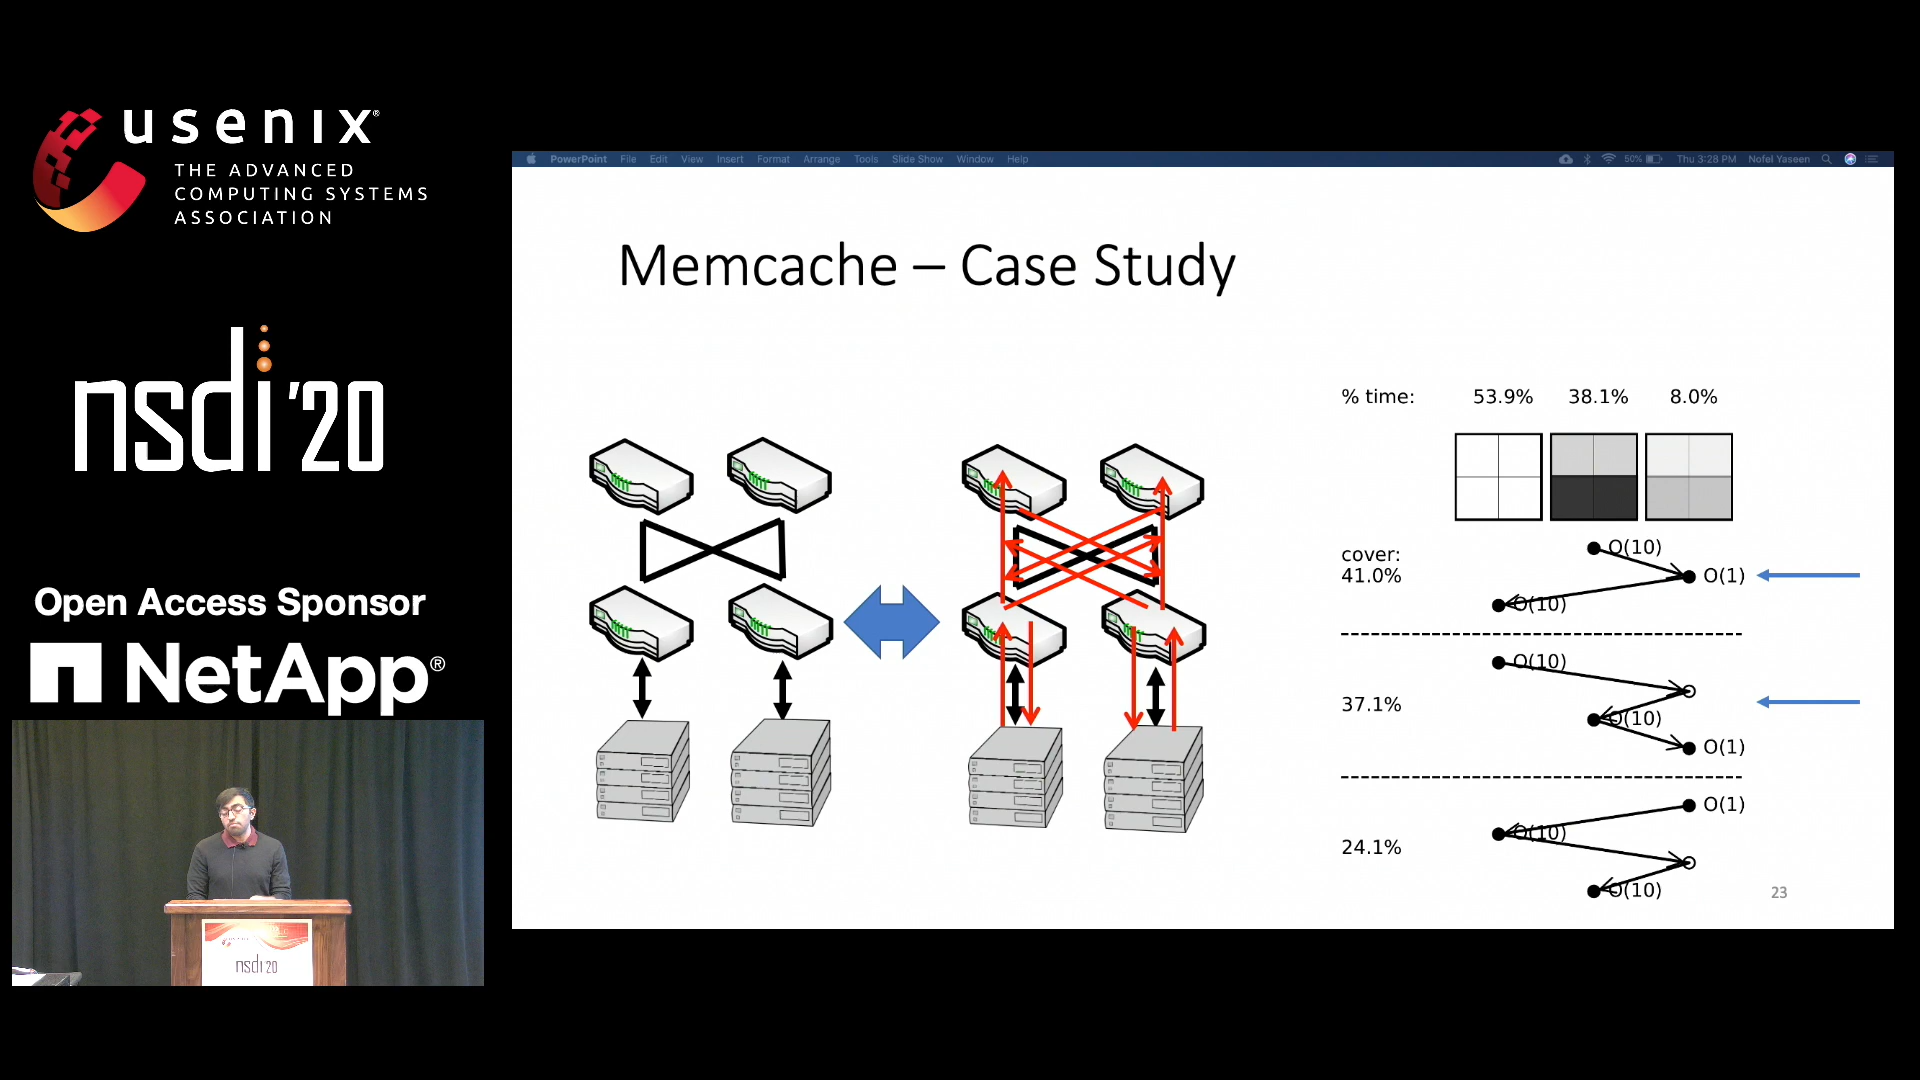 usenix®
THE ADVANCED
COMPUTING SYSTEMS
ASSOCIATION
nsdi '20
Open Access Sponsor
NetApp®
nsdi 20
PowerPoint File Edit View Insert Format Arrange Tools Slide Show Window Help 50% Thu 3:28 PM Nofel Yaseen
Memcache – Case Study
% time: 53.9% 38.1% 8.0%
cover:
41.0%
O(10)
O(1)
O(10)
37.1%
O(10)
O(10)
O(1)
24.1%
O(1)
O(10)
O(10)
23